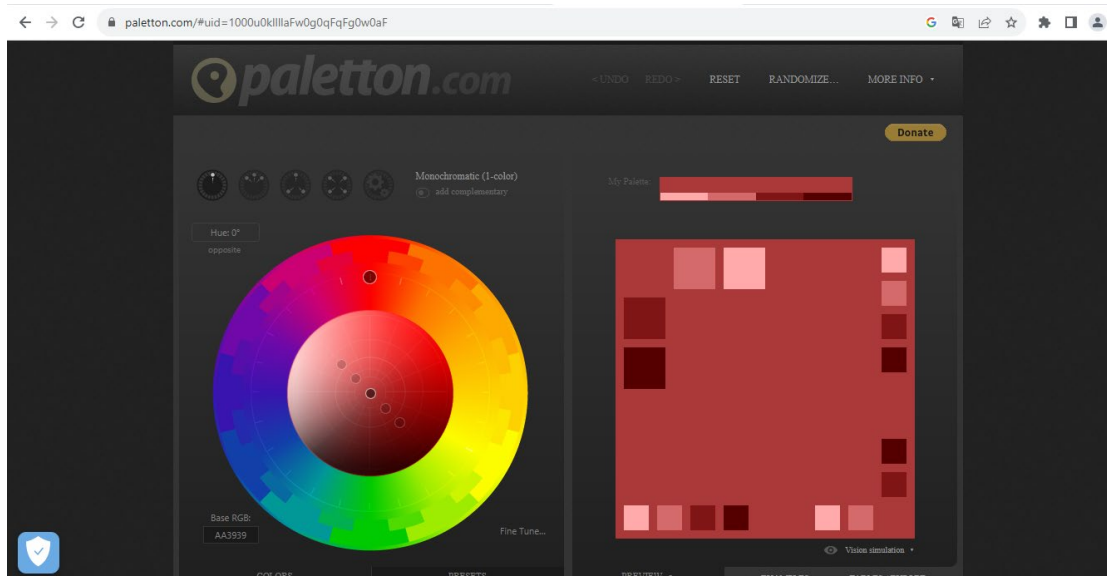 paletton.com/#uid=1000u0kllllaFw0g0qFqFg0w0aF
paletton.com
< UNDO REDO > RESET RANDOMIZE... MORE INFO
Donate
Monochromatic (1-color)
add complementary
My Palette:
Hue: 0°
opposite
Base RGB:
AA3939
Fine Tune...
Vision simulation
COLORS PRESETS PREVIEW